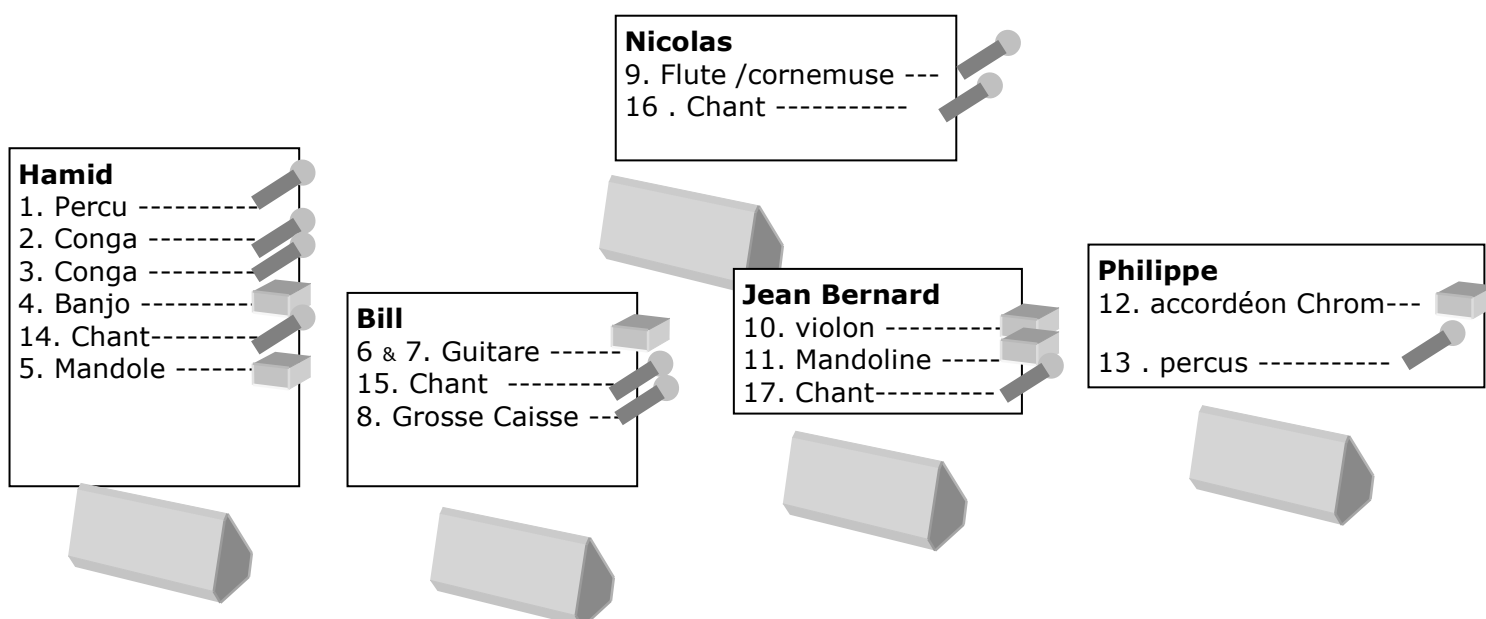 Nicolas
9. Flute /cornemuse ---
16 . Chant -----------
Hamid
1. Percu ----------
2. Conga ---------
3. Conga ---------
4. Banjo ---------
14. Chant---------
5. Mandole -------
Bill
6 & 7. Guitare -----
15. Chant -------
8. Grosse Caisse ---
Jean Bernard
10. violon --------
11. Mandoline -----
17. Chant---------
Philippe
12. accordéon Chrom---
13 . percus ---------